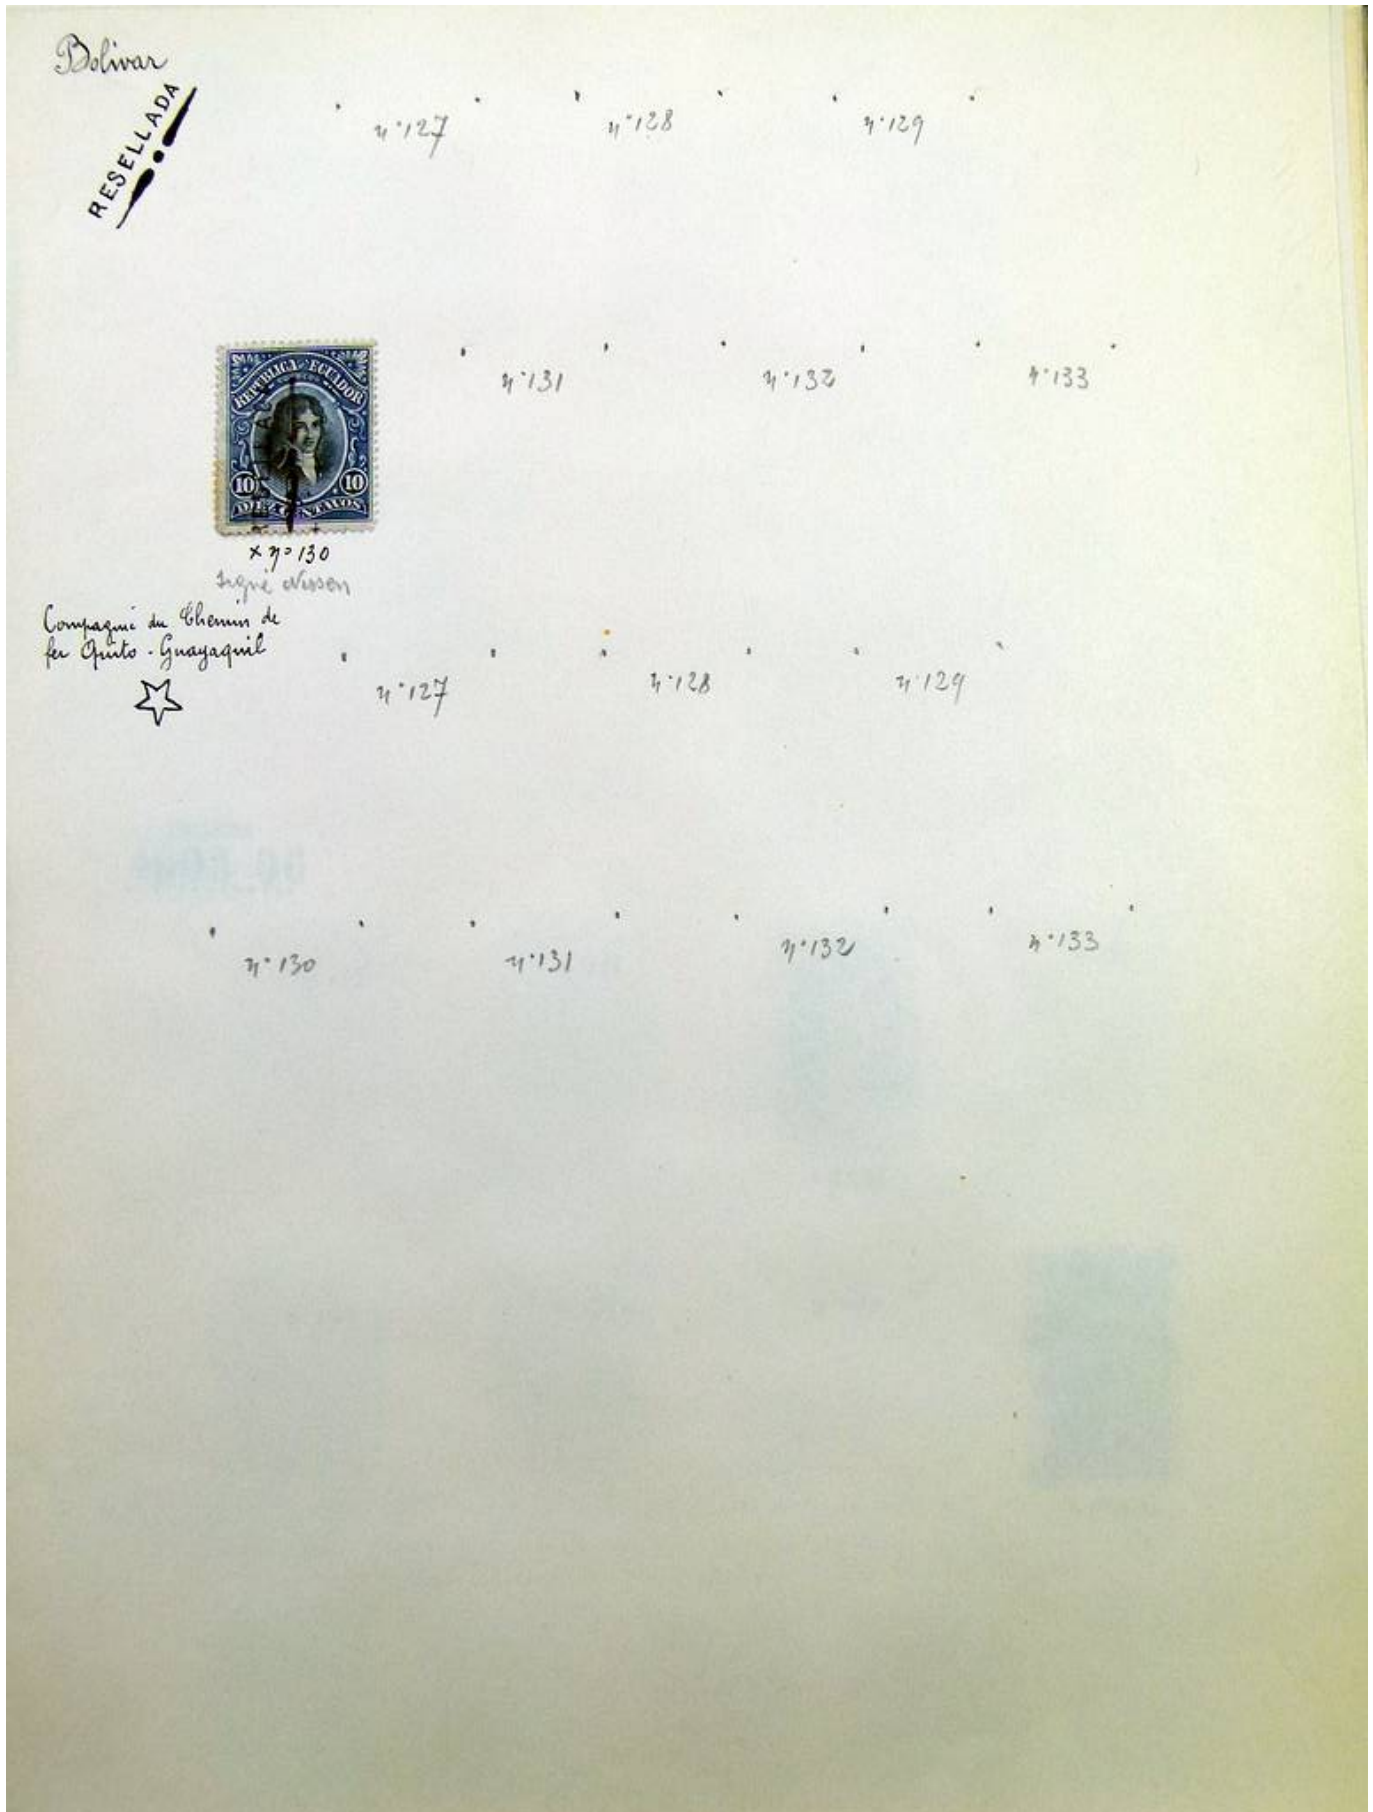 Bolivar
RESELLADA
n°127 n°128 n°129
REPUBLICA DEL ECUADOR
10 10
DIEZ CENTAVOS
n°131 n°132 n°133
x n° 130
Signé Nissen
Compagnie du Chemin de
fer Quito - Guayaquil
n°127 n°128 n°129
n°130 n°131 n°132 n°133